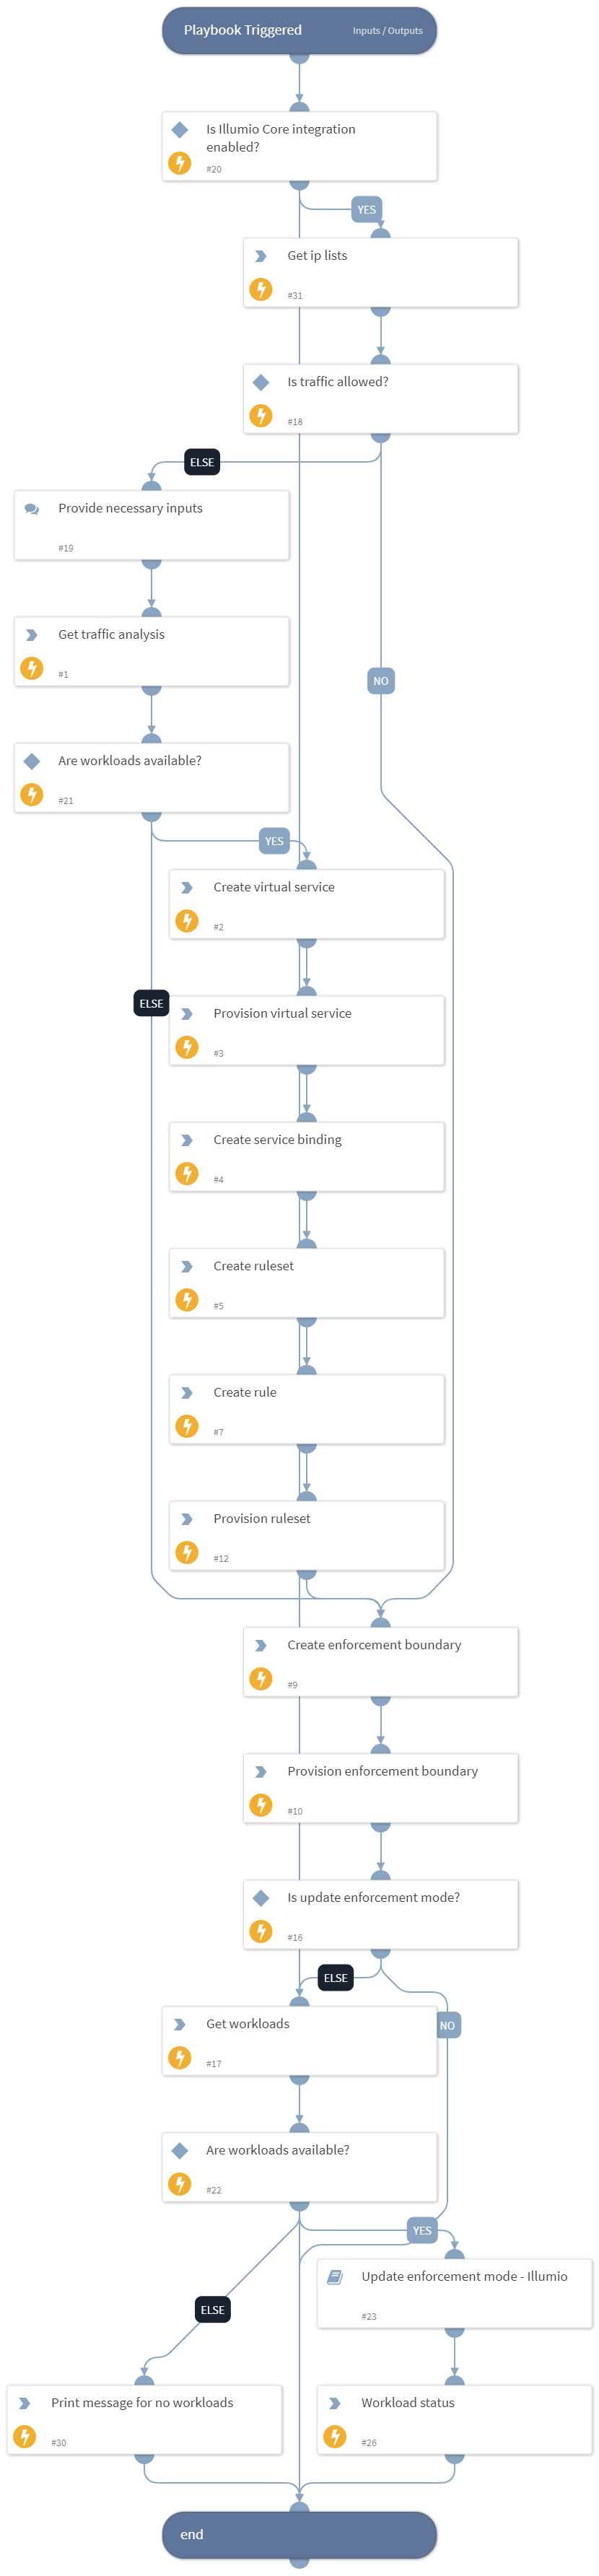 Playbook Triggered
Inputs / Outputs
Is Illumio Core integration
enabled?
#20
YES
Get ip lists
#31
Is traffic allowed?
#18
ELSE
Provide necessary inputs
#19
Get traffic analysis
#1
NO
Are workloads available?
#21
YES
Create virtual service
#2
ELSE
Provision virtual service
#3
Create service binding
#4
Create ruleset
#5
Create rule
#7
Provision ruleset
#12
Create enforcement boundary
#9
Provision enforcement boundary
#10
Is update enforcement mode?
#16
ELSE
Get workloads
NO
#17
Are workloads available?
#22
YES
Update enforcement mode - Illumio
ELSE
#23
Print message for no workloads
#30
Workload status
#26
end